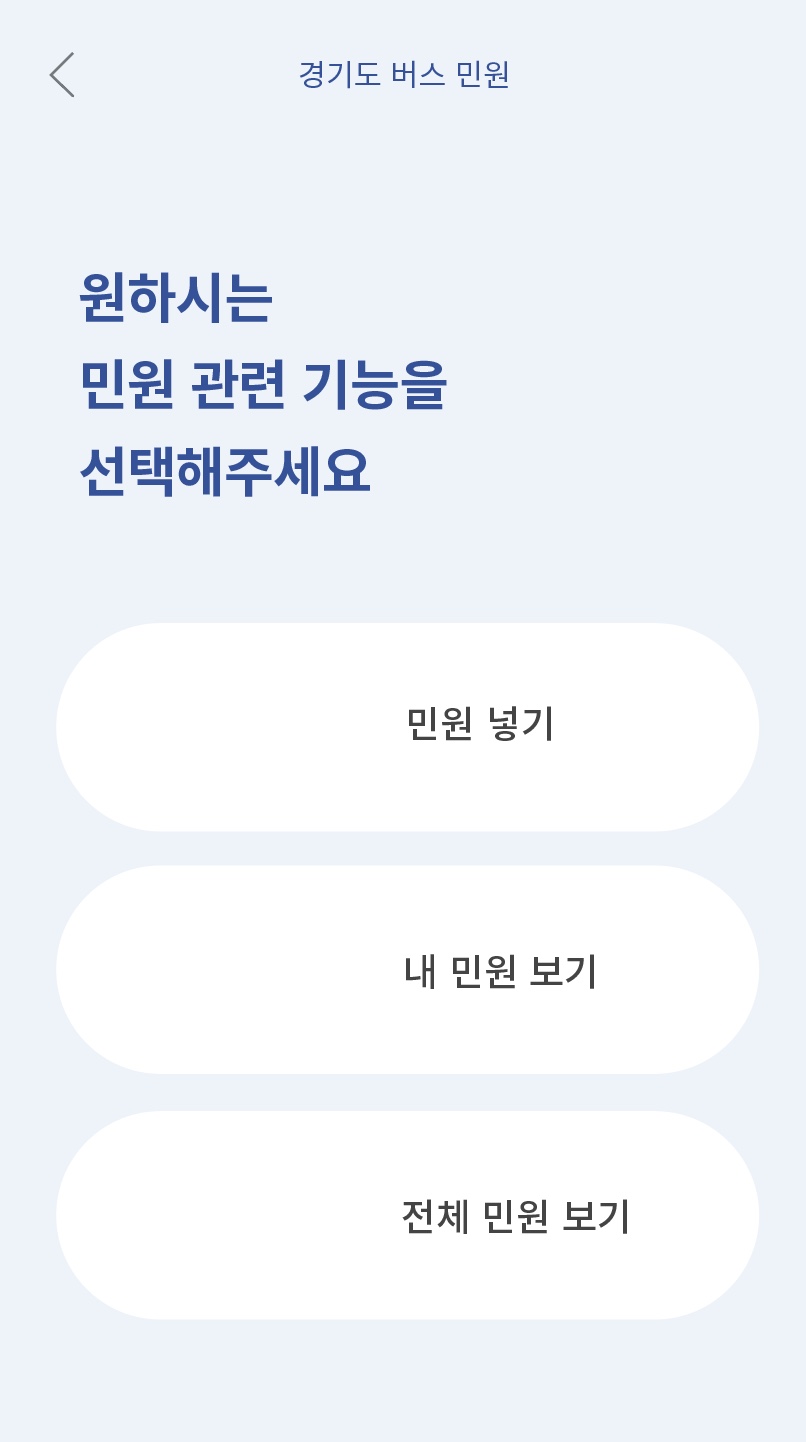 경기도 버스 민원
원하시는
민원 관련 기능을
선택해주세요
민원 넣기
내 민원 보기
전체 민원 보기